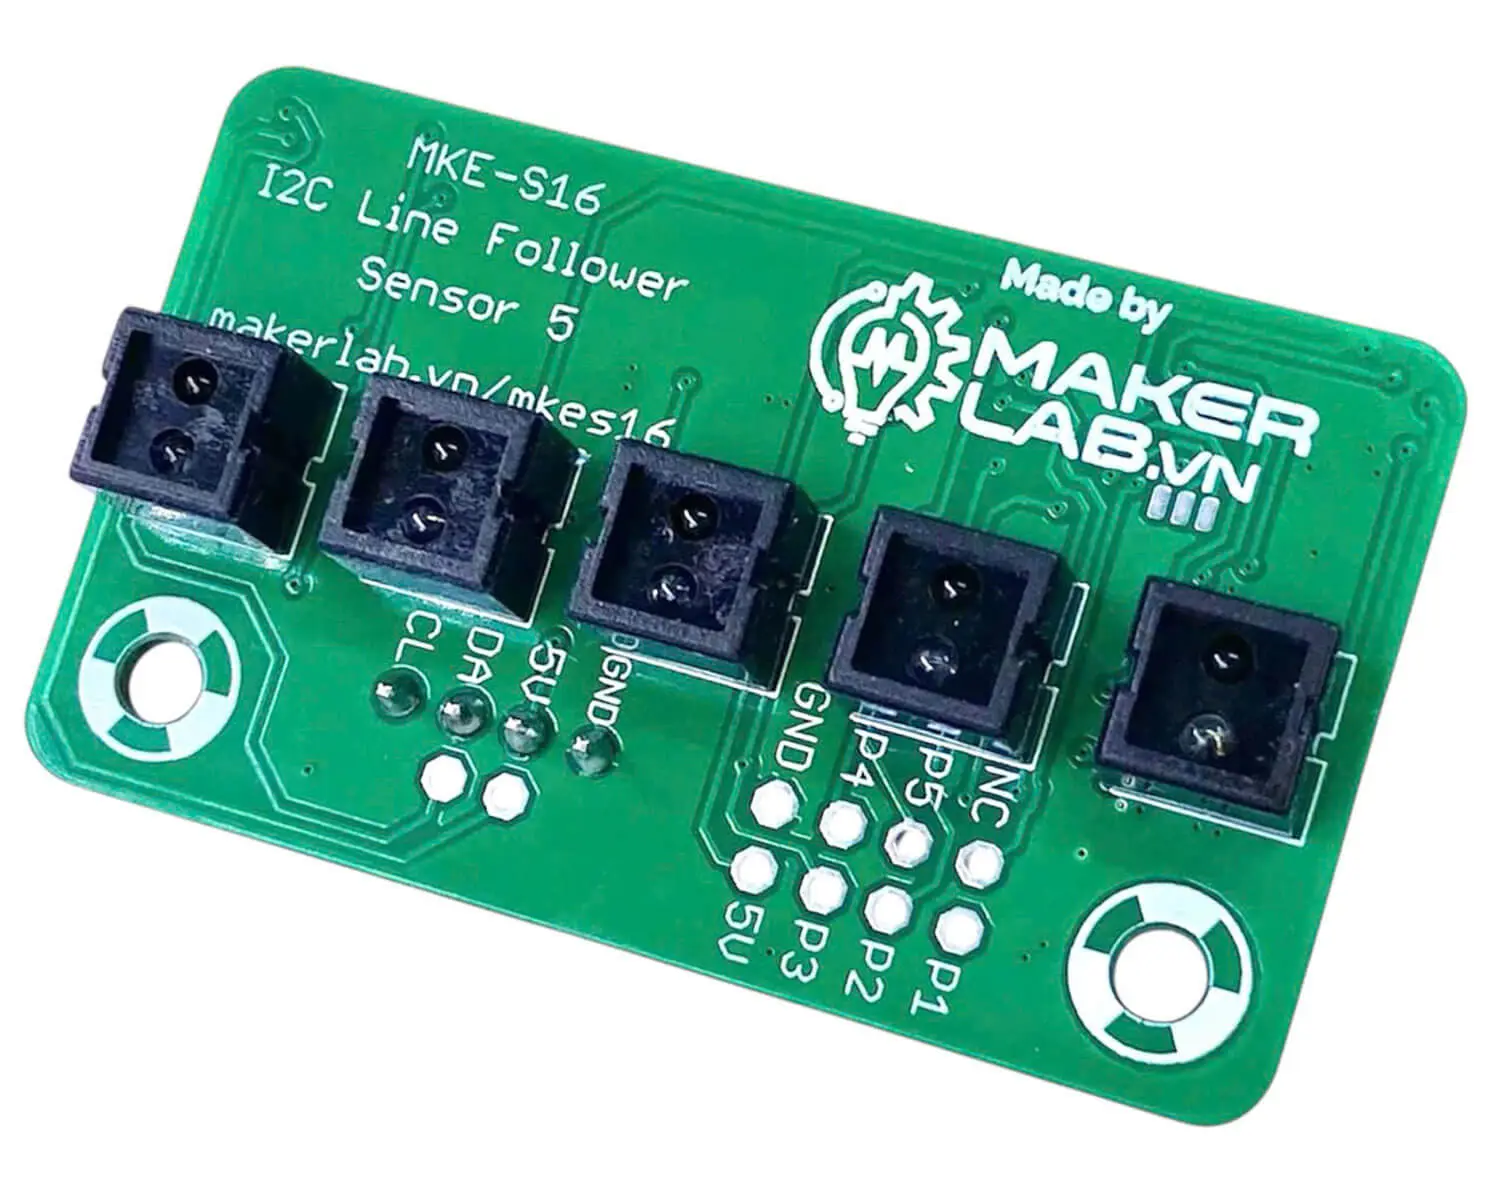 MKE-S16
I2C Line Follower
Sensor 5
makerlab.vn/mkes16
Made by
MAKER
LAB.VN
CL DA 5V GND
GND P4 P5 NC
5V P3 P2 P1